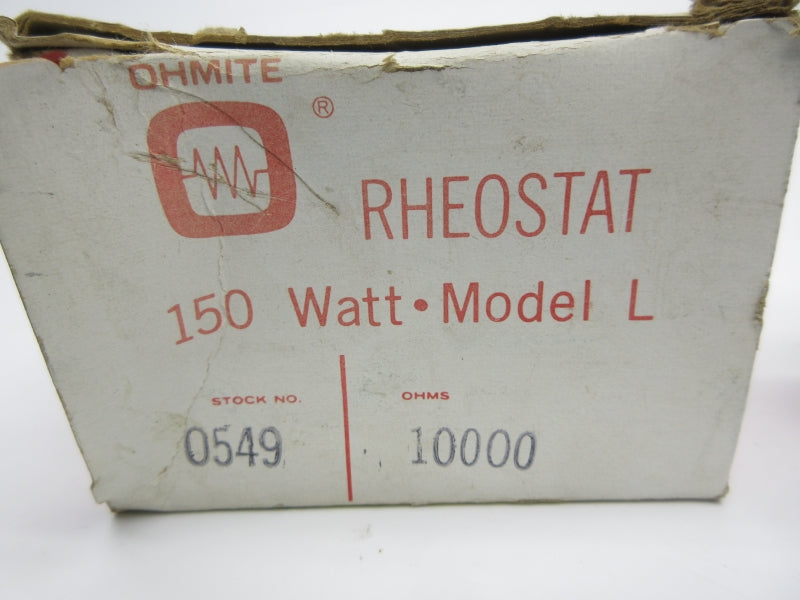 OHMITE
®
RHEOSTAT
150 Watt • Model L
STOCK NO. OHMS
0549 10000